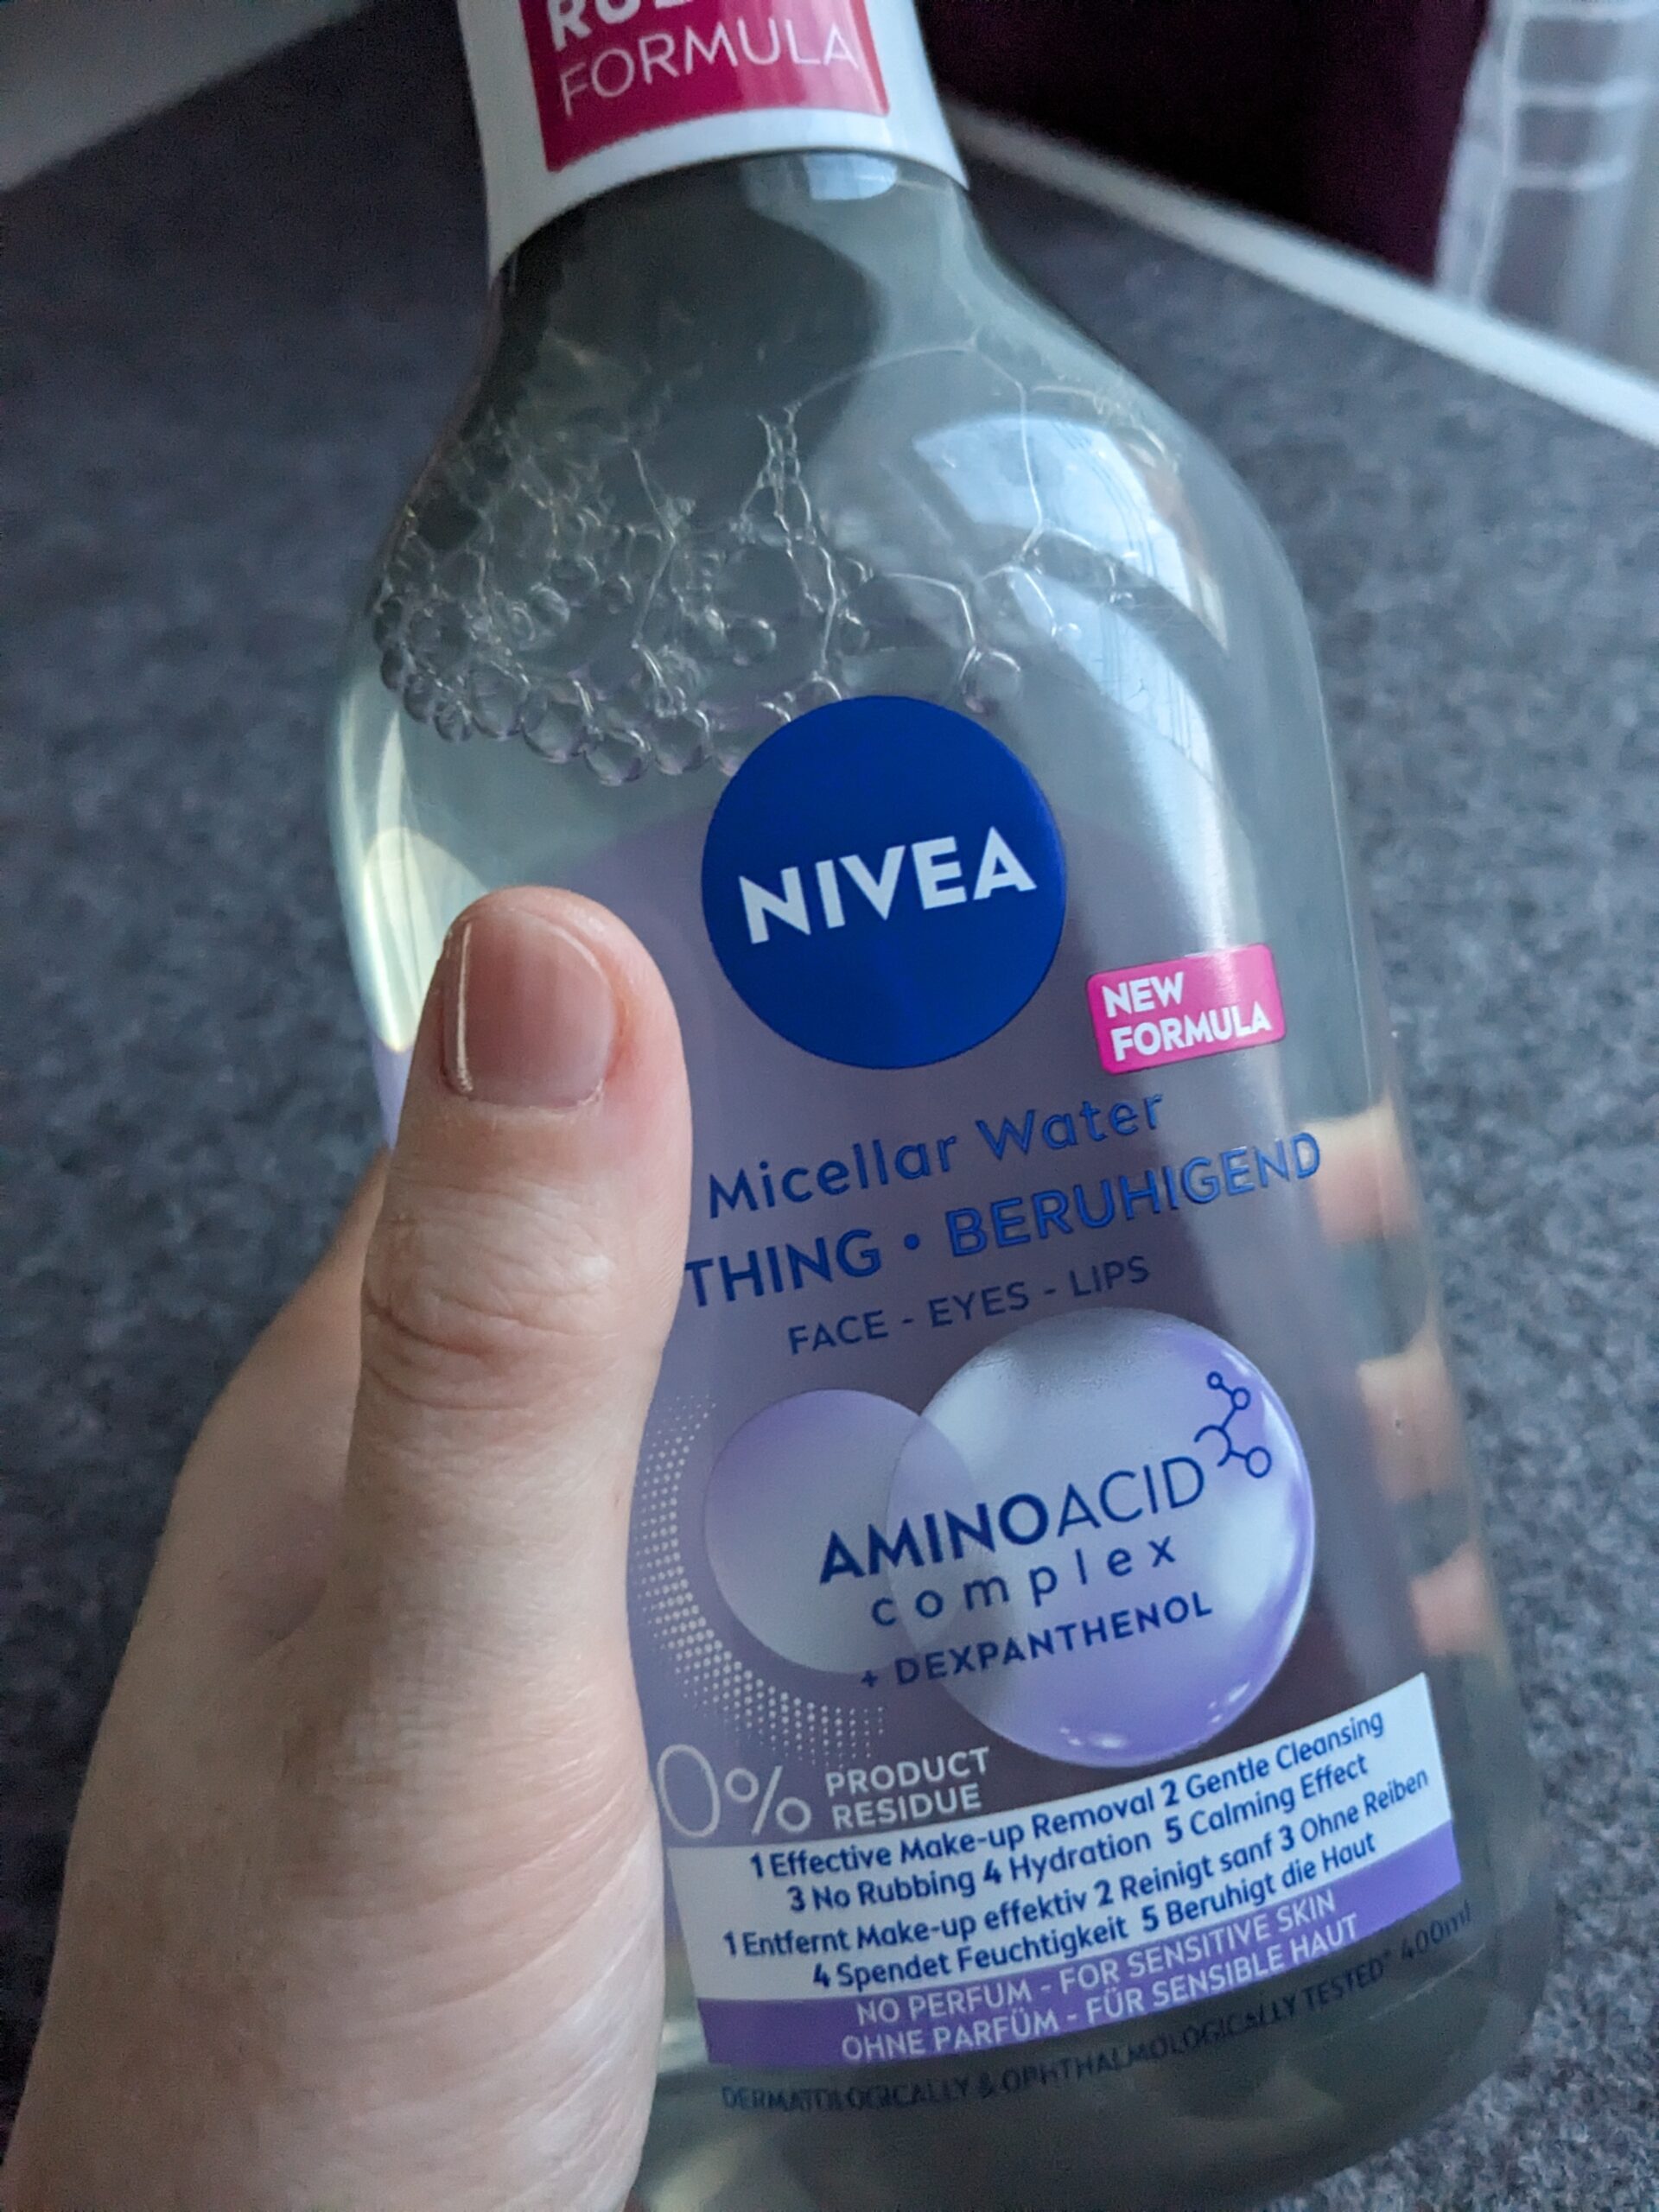 FORMULA
NIVEA
NEW
FORMULA
Micellar Water
THING • BERUHIGEND
FACE - EYES - LIPS
AMINOACID
complex
+ DEXPANTHENOL
0% PRODUCT
RESIDUE
1 Effective Make-up Removal 2 Gentle Cleansing
3 No Rubbing 4 Hydration 5 Calming Effect
1 Entfernt Make-up effektiv 2 Reinigt sanf 3 Ohne Reiben
4 Spendet Feuchtigkeit 5 Beruhigt die Haut
NO PERFUM - FOR SENSITIVE SKIN
OHNE PARFÜM - FÜR SENSIBLE HAUT
DERMATOLOGICALLY & OPHTHALMOLOGICALLY TESTED* 400ml